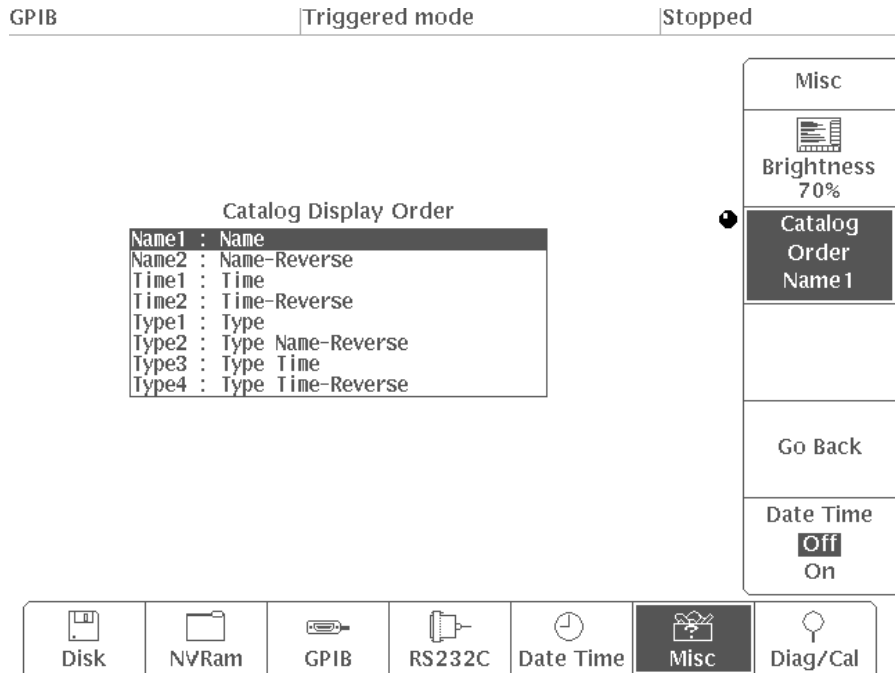 GPIB Triggered mode Stopped
Misc
Brightness
70%
Catalog Display Order
Name1 : Name
Name2 : Name-Reverse
Time1 : Time
Time2 : Time-Reverse
Type1 : Type
Type2 : Type Name-Reverse
Type3 : Type Time
Type4 : Type Time-Reverse
Catalog
Order
Name1
Go Back
Date Time
Off
On
Disk NVRam GPIB RS232C Date Time Misc Diag/Cal